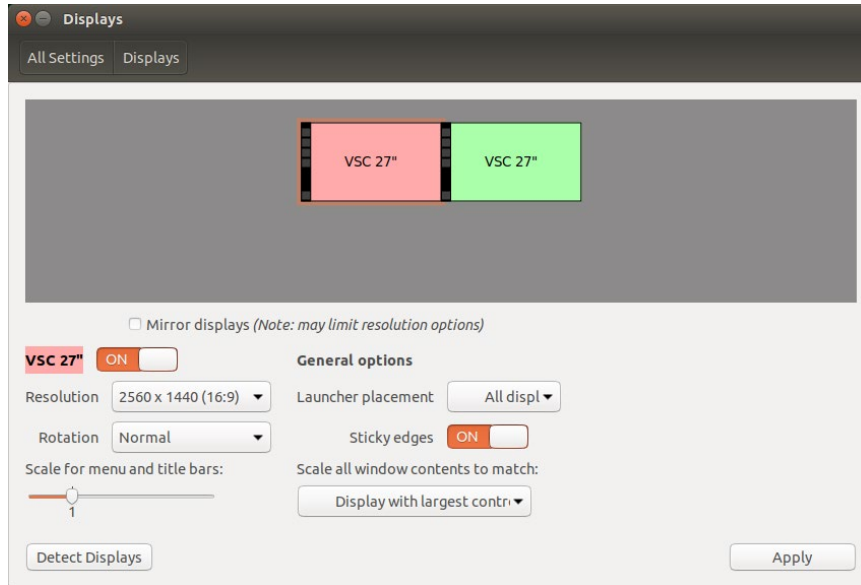 Displays
All Settings Displays
VSC 27" VSC 27"
Mirror displays (Note: may limit resolution options)
VSC 27" ON General options
Resolution 2560 x 1440 (16:9) Launcher placement All displ
Rotation Normal Sticky edges ON
Scale for menu and title bars: Scale all window contents to match:
1 Display with largest contr
Detect Displays Apply